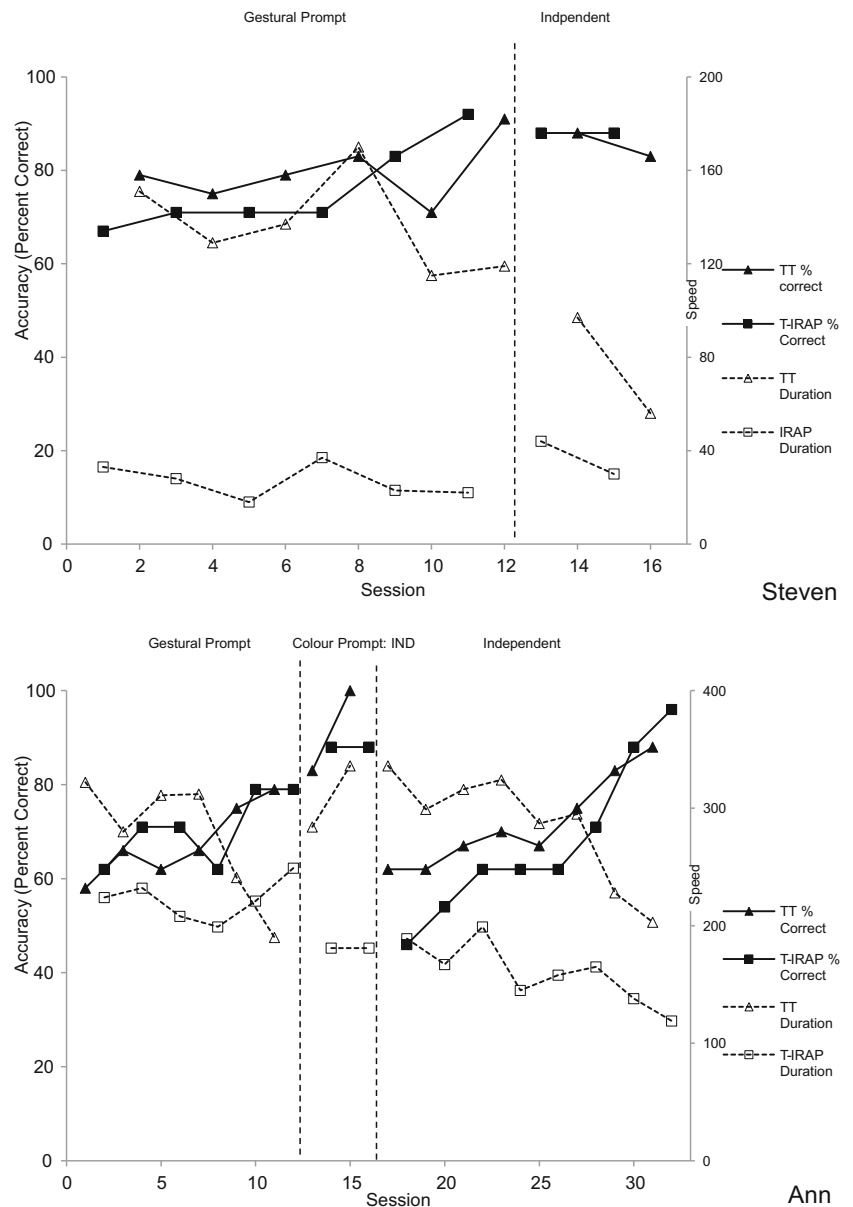 Gestural Prompt Indpendent
100 200
80 160
60 120
40 80
20 40
0 0
Accuracy (Percent Correct)
Speed
0 2 4 6 8 10 12 14 16
Session
TT %
correct
T-IRAP %
Correct
TT
Duration
IRAP
Duration
Steven
Gestural Prompt Colour Prompt: IND Independent
100 400
80
300
60
200
40
100
20
0 0
Accuracy (Percent Correct)
Speed
0 5 10 15 20 25 30
Session
TT %
Correct
T-IRAP %
Correct
TT
Duration
T-IRAP
Duration
Ann